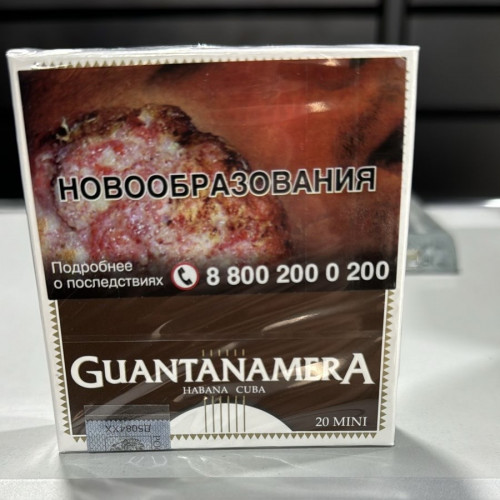 НОВООБРАЗОВАНИЯ
Подробнее
о последствиях
8 800 200 0 200
GUANTANAMERA
HABANA CUBA
20 MINI